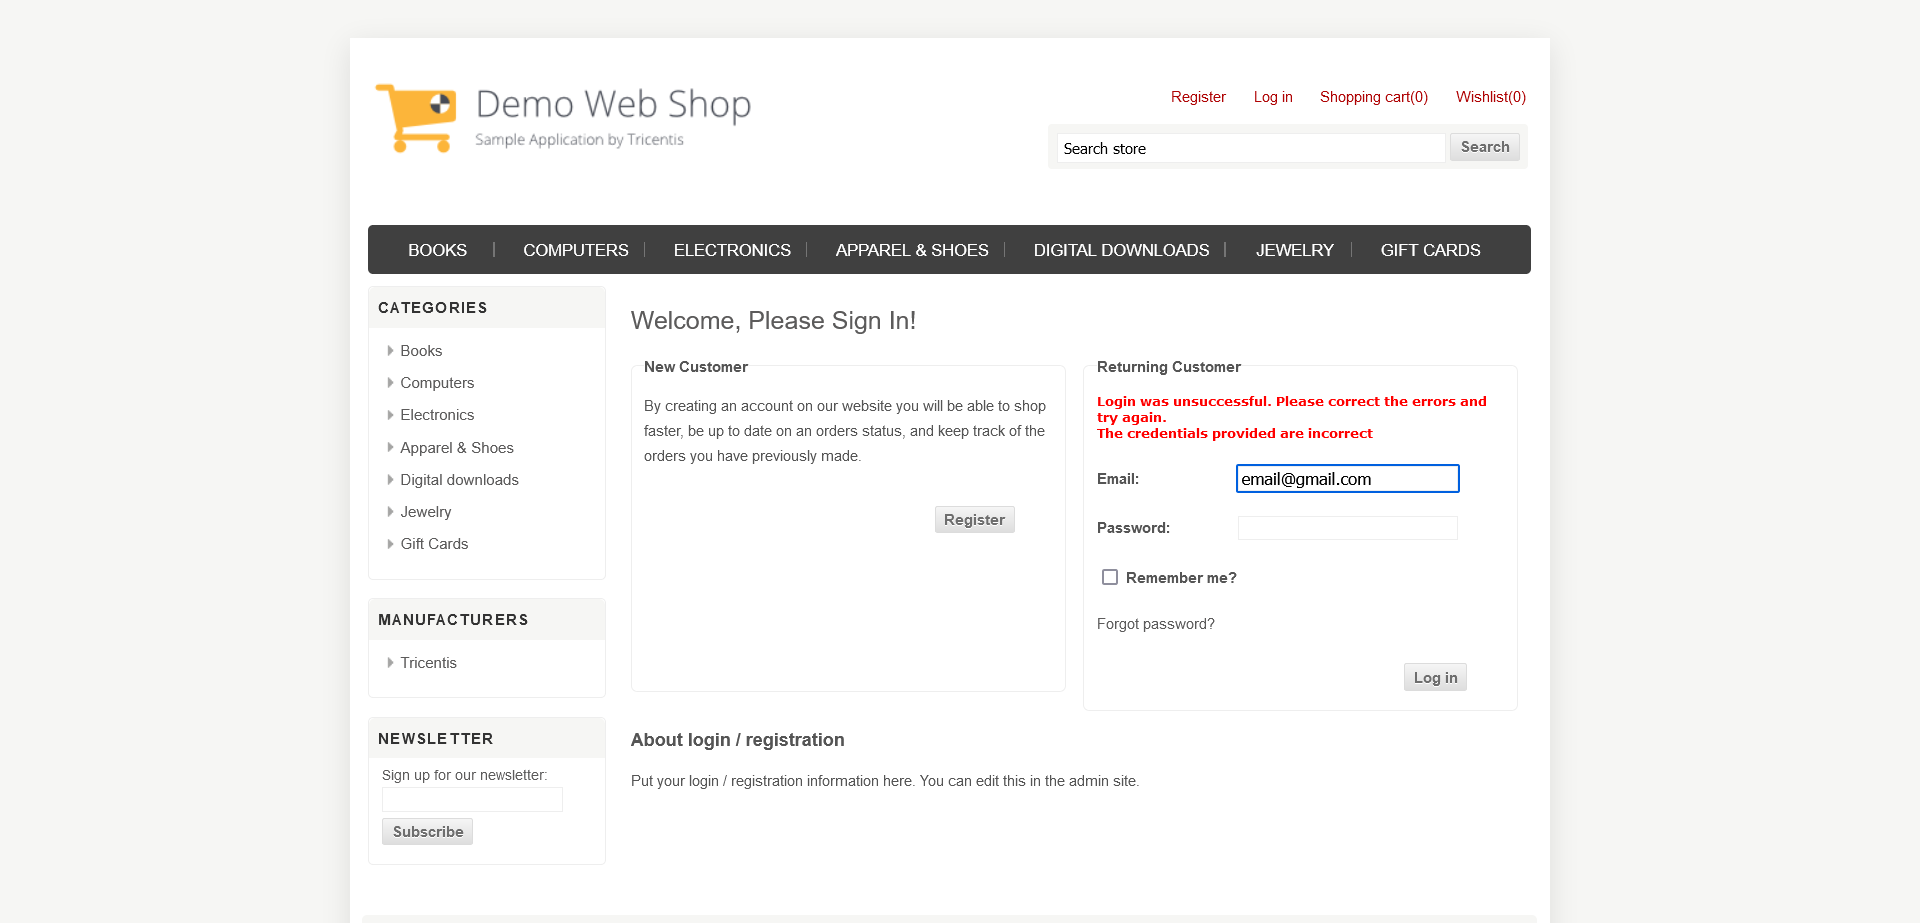 Demo Web Shop
Sample Application by Tricentis
Register
Log in
Shopping cart(0)
Wishlist(0)
Search store
Search
BOOKS
COMPUTERS
ELECTRONICS
APPAREL & SHOES
DIGITAL DOWNLOADS
JEWELRY
GIFT CARDS
CATEGORIES
Books
Computers
Electronics
Apparel & Shoes
Digital downloads
Jewelry
Gift Cards
MANUFACTURERS
Tricentis
NEWSLETTER
Sign up for our newsletter:
Subscribe
Welcome, Please Sign In!
New Customer
By creating an account on our website you will be able to shop
faster, be up to date on an orders status, and keep track of the
orders you have previously made.
Register
Returning Customer
Login was unsuccessful. Please correct the errors and
try again.
The credentials provided are incorrect
Email:
email@gmail.com
Password:
Remember me?
Forgot password?
Log in
About login / registration
Put your login / registration information here. You can edit this in the admin site.